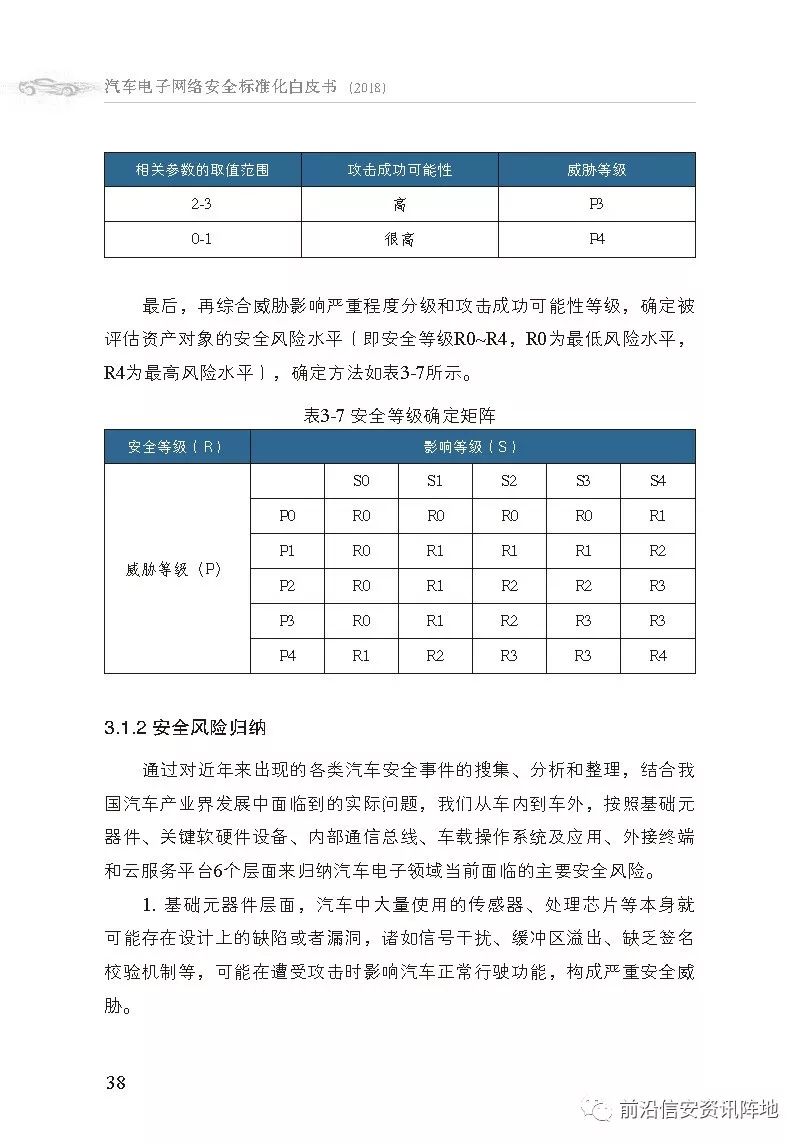 汽车电子网络安全标准化白皮书 (2018)
相关参数的取值范围 攻击成功可能性 威胁等级
2-3 高 P3
0-1 很高 P4
最后，再综合威胁影响严重程度分级和攻击成功可能性等级，确定被
评估资产对象的安全风险水平（即安全等级R0~R4，R0为最低风险水平，
R4为最高风险水平），确定方法如表3-7所示。
表3-7 安全等级确定矩阵
安全等级（R） 影响等级（S）
S0 S1 S2 S3 S4
P0 R0 R0 R0 R0 R1
P1 R0 R1 R1 R1 R2
威胁等级（P）
P2 R0 R1 R2 R2 R3
P3 R0 R1 R2 R3 R3
P4 R1 R2 R3 R3 R4
3.1.2 安全风险归纳
通过对近年来出现的各类汽车安全事件的搜集、分析和整理，结合我
国汽车产业界发展中面临到的实际问题，我们从车内到车外，按照基础元
器件、关键软硬件设备、内部通信总线、车载操作系统及应用、外接终端
和云服务平台6个层面来归纳汽车电子领域当前面临的主要安全风险。
1. 基础元器件层面，汽车中大量使用的传感器、处理芯片等本身就
可能存在设计上的缺陷或者漏洞，诸如信号干扰、缓冲区溢出、缺乏签名
校验机制等，可能在遭受攻击时影响汽车正常行驶功能，构成严重安全威
胁。
38
前沿信安资讯阵地